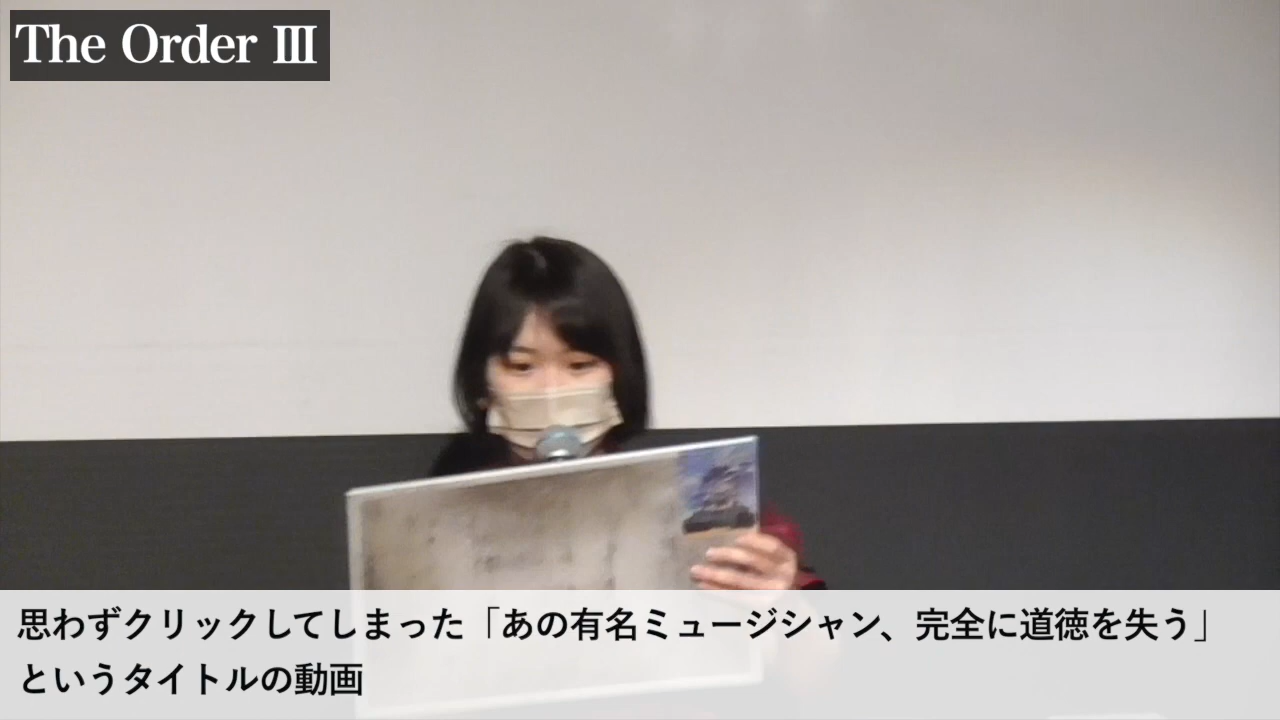 The Order Ⅲ
思わずクリックしてしまった「あの有名ミュージシャン、完全に道徳を失う」
というタイトルの動画